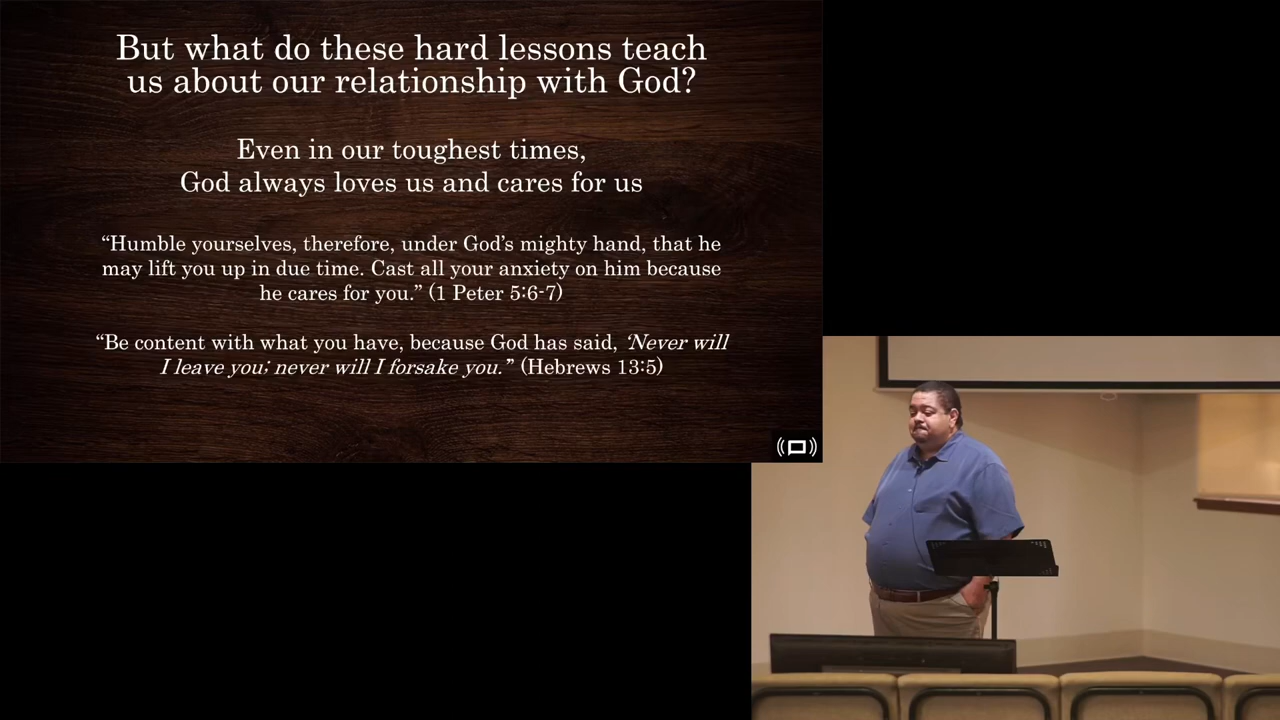 But what do these hard lessons teach
us about our relationship with God?
Even in our toughest times,
God always loves us and cares for us
“Humble yourselves, therefore, under God’s mighty hand, that he
may lift you up in due time. Cast all your anxiety on him because
he cares for you.” (1 Peter 5:6-7)
“Be content with what you have, because God has said, ‘Never will
I leave you; never will I forsake you.’” (Hebrews 13:5)